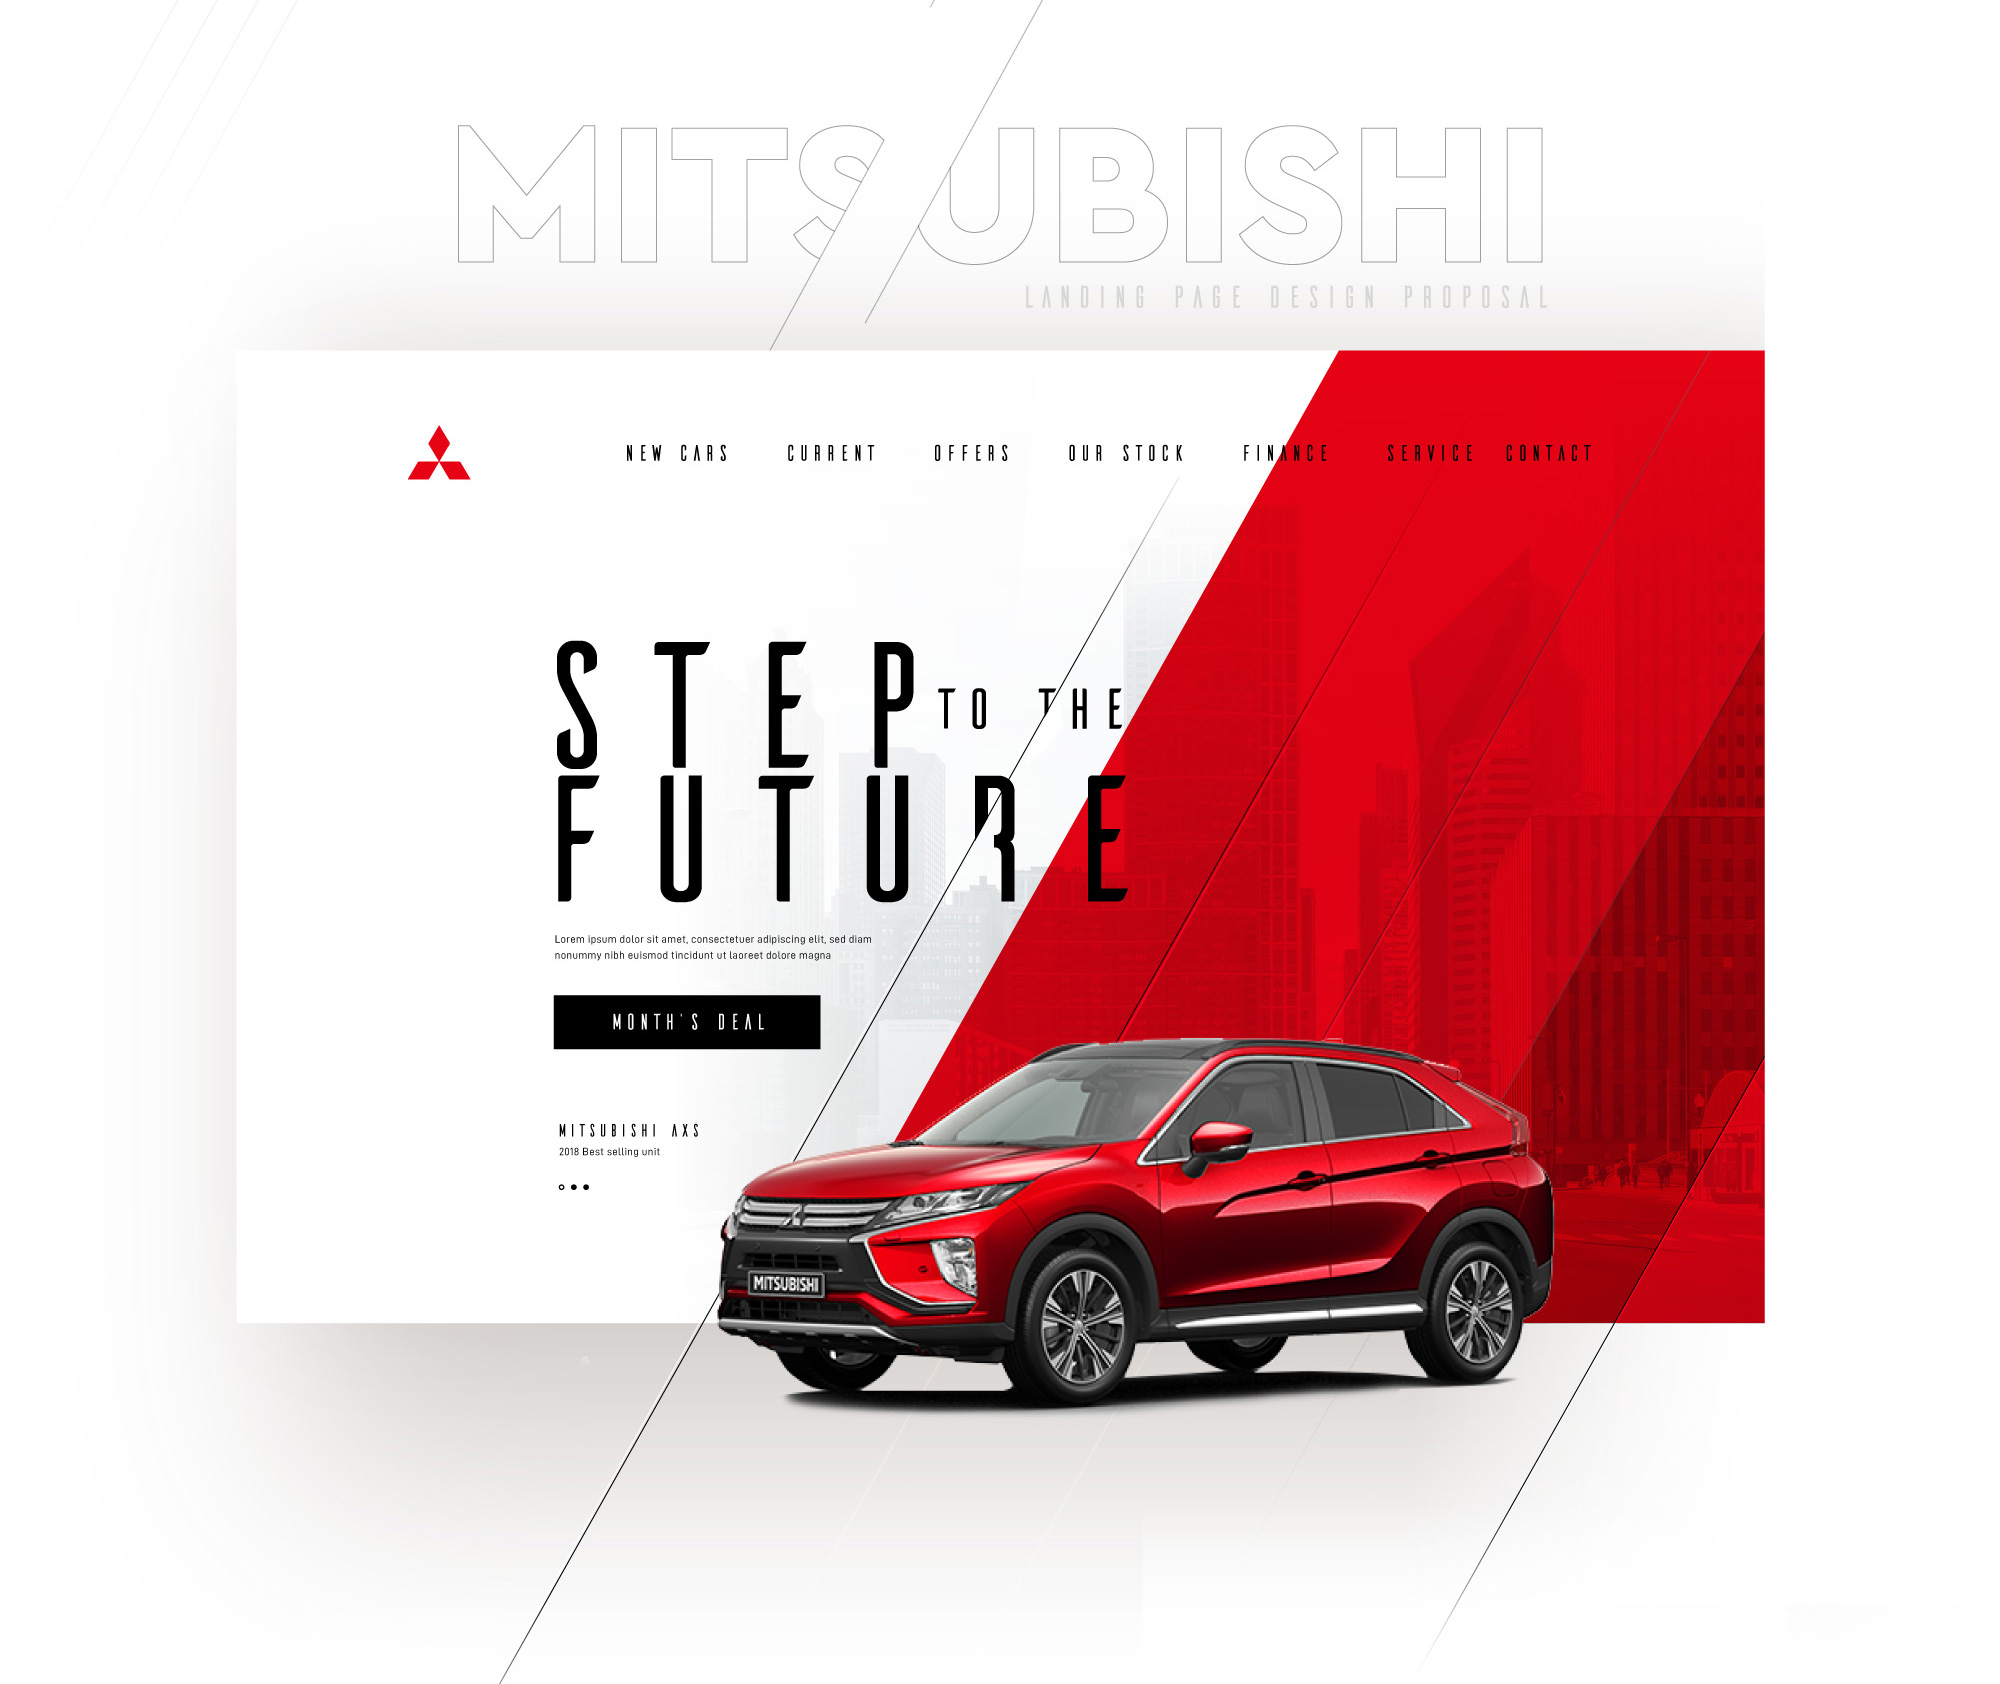 MITSUBISHI
LANDING PAGE DESIGN PROPOSAL
NEW CARS CURRENT OFFERS OUR STOCK FINANCE SERVICE CONTACT
STEP TO THE
FUTURE
Lorem ipsum dolor sit amet, consectetuer adipiscing elit, sed diam
nonummy nibh euismod tincidunt ut laoreet dolore magna
MONTH'S DEAL
MITSUBISHI AXS
2018 Best selling unit
MITSUBISHI